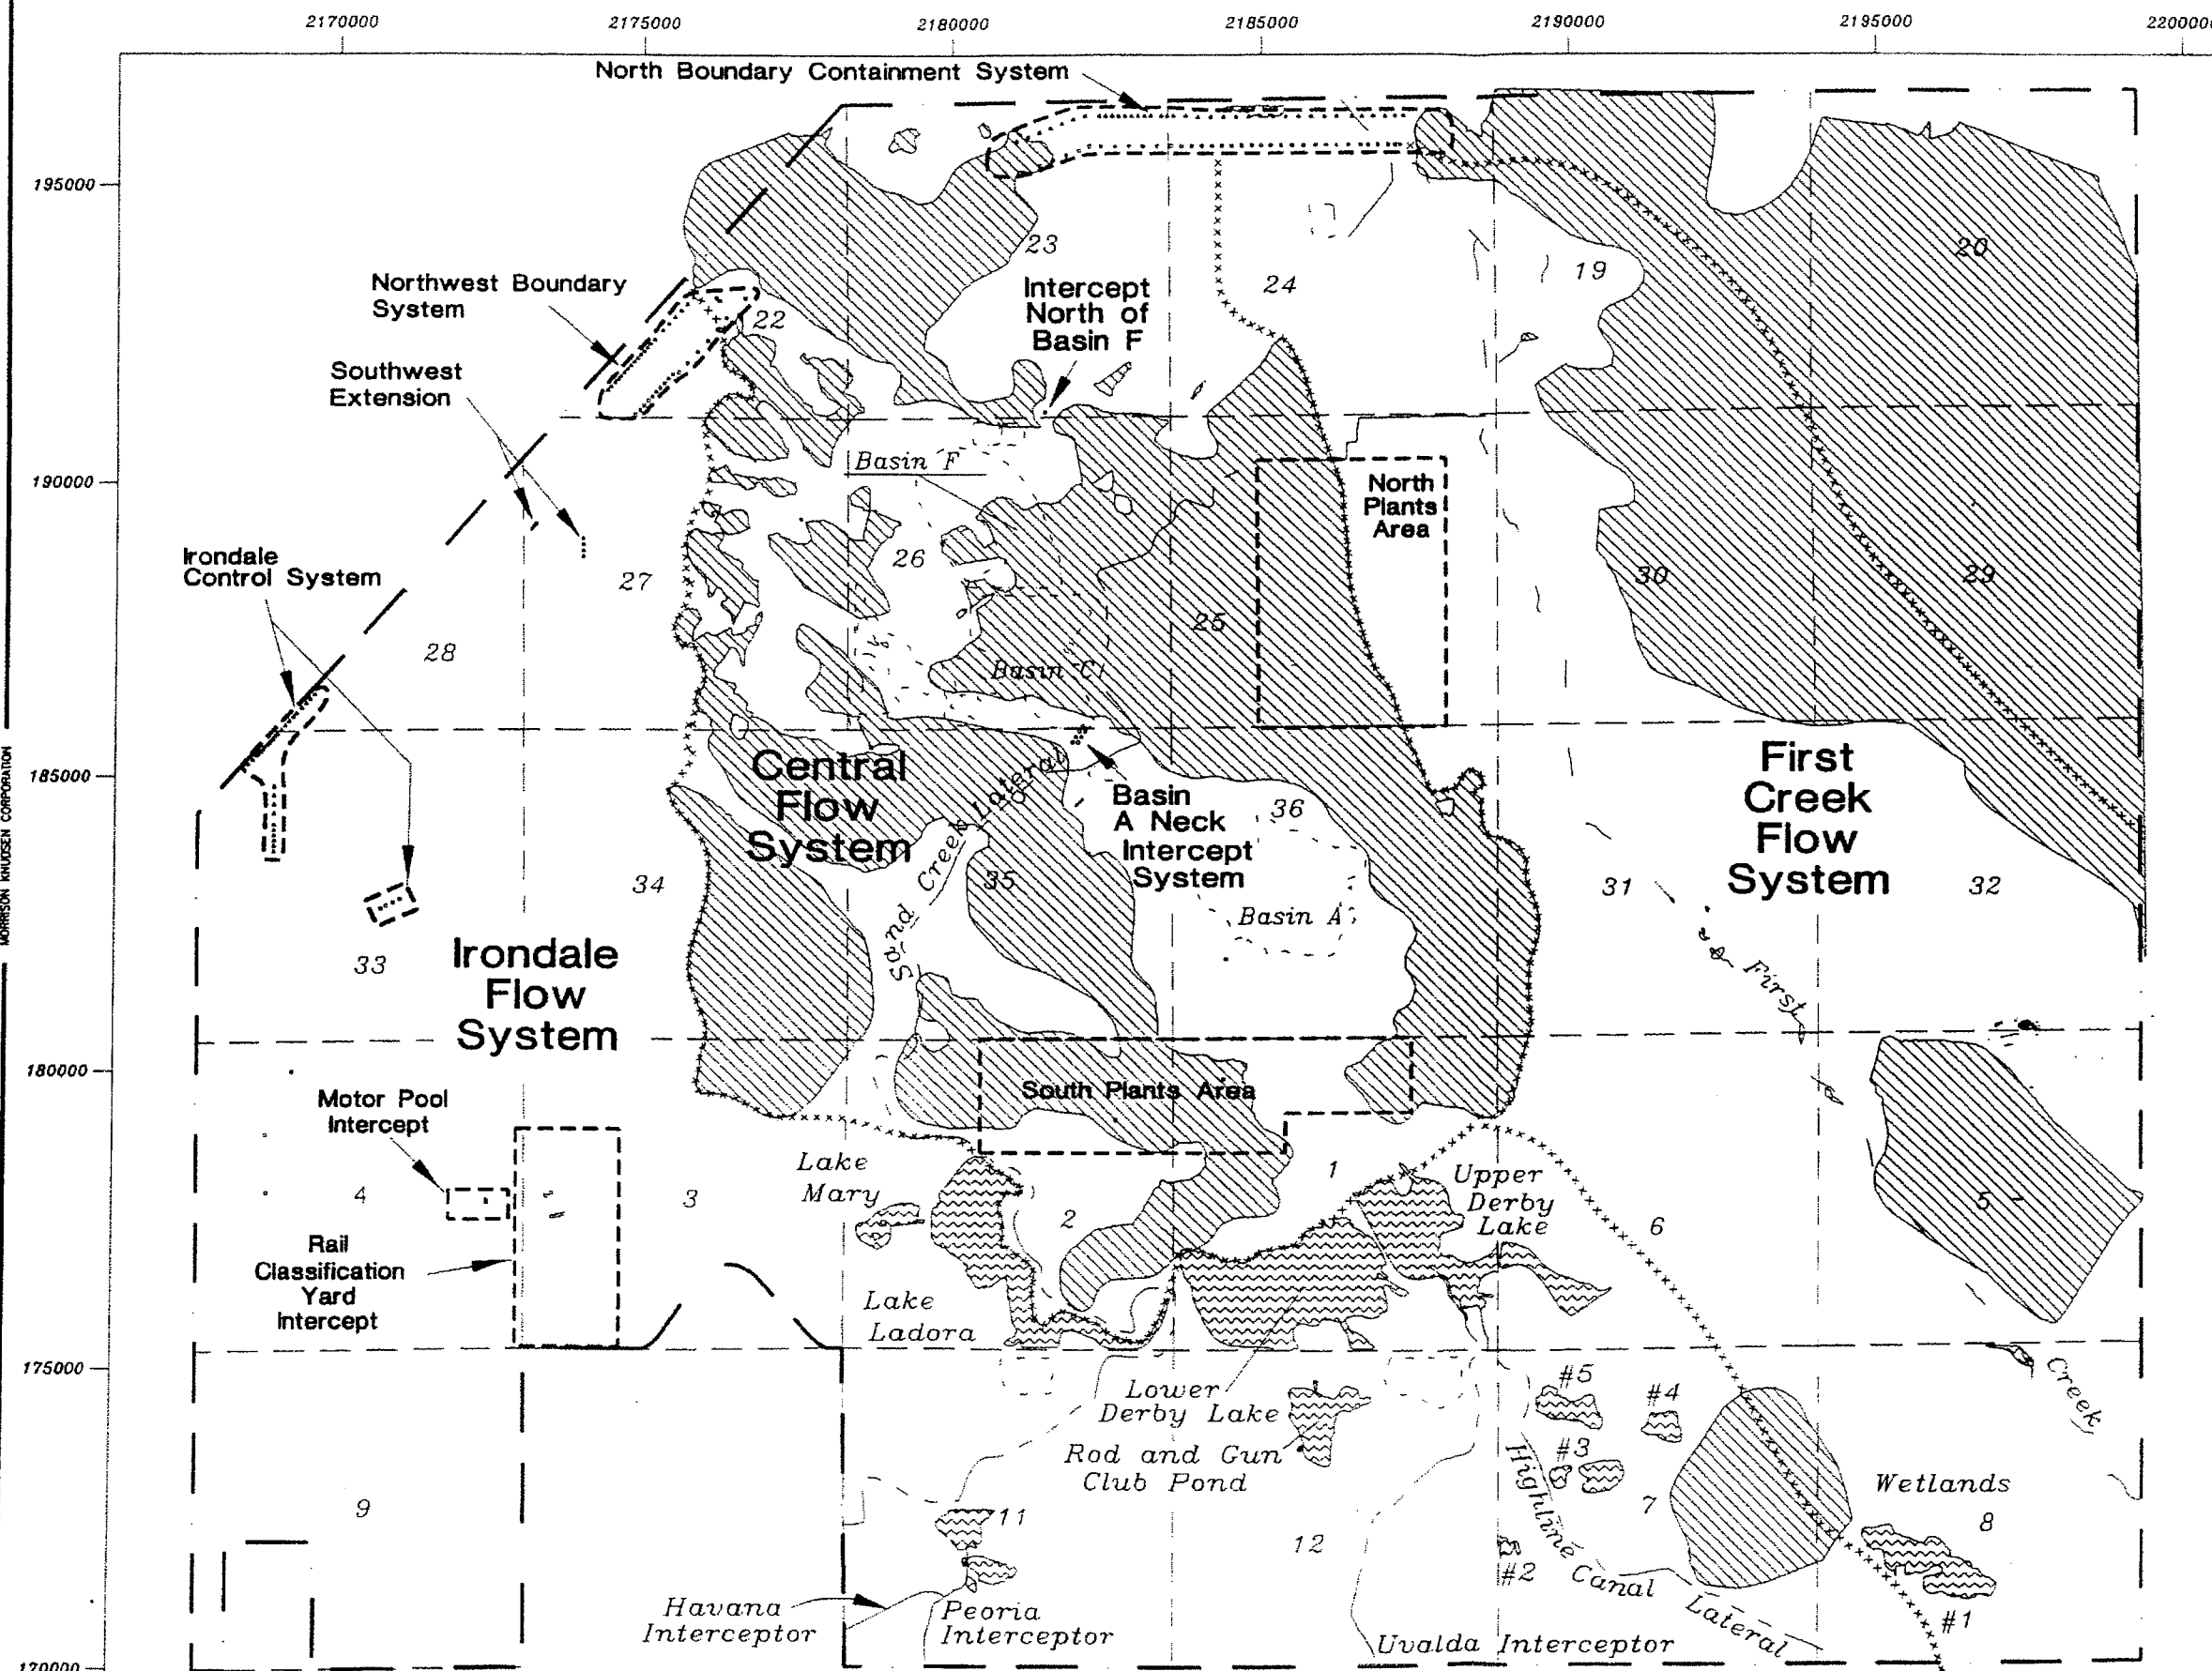 2170000
2175000
2180000
2185000
2190000
2195000
2200000
North Boundary Containment System
195000
20
23
19
24
Northwest Boundary
System
22
Intercept
North of
Basin F
Southwest
Extension
Basin F
190000
North
Plants
Area
Irondale
Control System
26
27
30
29
25
28
Basin C
MORRISON KNUDSEN CORPORATION
185000
Central
Flow
System
Sand Creek Lateral
Basin
A Neck
Intercept
System
36
First
Creek
Flow
System
34
35
31
32
Basin A
33
Irondale
Flow
System
First
180000
South Plants Area
Motor Pool
Intercept
Lake
Mary
1
Upper
Derby
Lake
4
3
2
6
5
Rail
Classification
Yard
Intercept
Lake
Ladora
175000
Creek
Lower
Derby Lake
#5
#4
Rod and Gun
Club Pond
#3
Highline Canal Lateral
Wetlands
9
11
7
8
12
#2
#1
Havana
Interceptor
Peoria
Interceptor
Uvalda Interceptor
170000